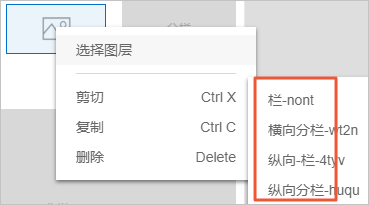 选择图层
剪切 Ctrl X
复制 Ctrl C
删除 Delete
栏-nont
横向分栏-wt2n
纵向-栏-4tyv
纵向分栏-huqu